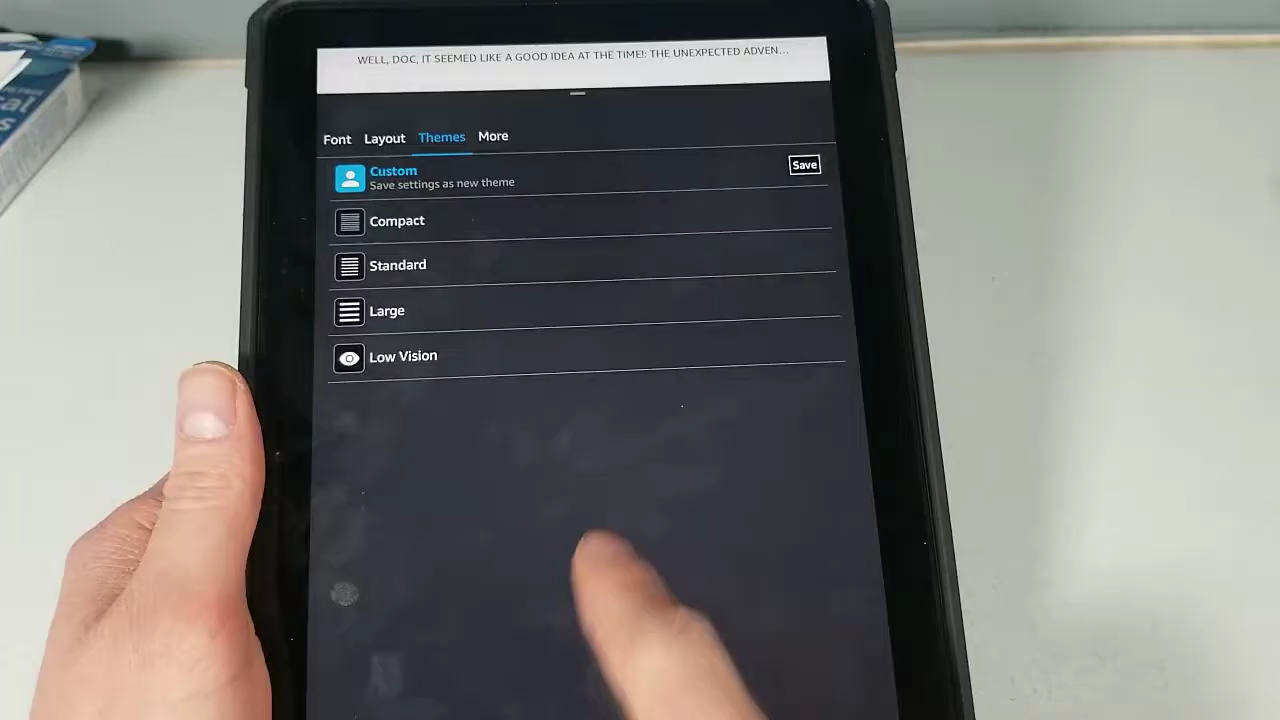 WELL, DOC, IT SEEMED LIKE A GOOD IDEA AT THE TIME!: THE UNEXPECTED ADVEN...
Font Layout Themes More
Custom
Save settings as new theme
Save
Compact
Standard
Large
Low Vision